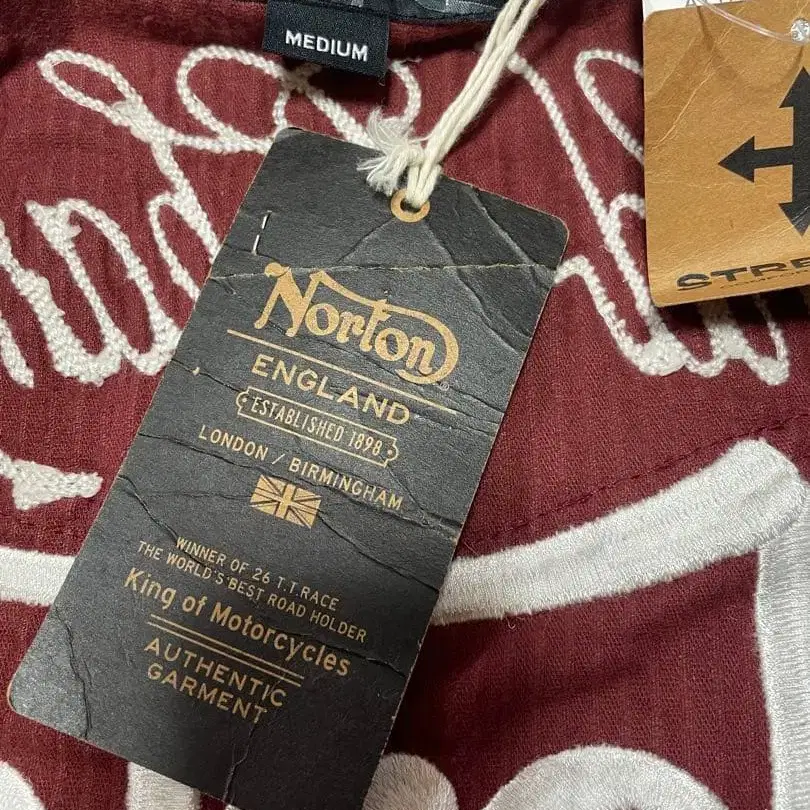 MEDIUM
Norton
ENGLAND
ESTABLISHED 1898
LONDON / BIRMINGHAM
WINNER OF 26 T.T.RACE
THE WORLD'S BEST ROAD HOLDER
King of Motorcycles
AUTHENTIC
GARMENT
STRE